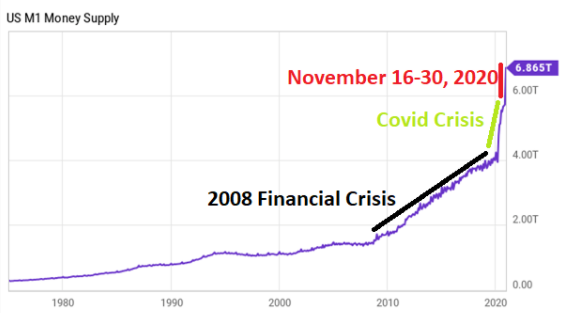 US M1 Money Supply
6.865T
November 16-30, 2020
6.00T
Covid Crisis
4.00T
2008 Financial Crisis
2.00T
0.00
1980 1990 2000 2010 2020